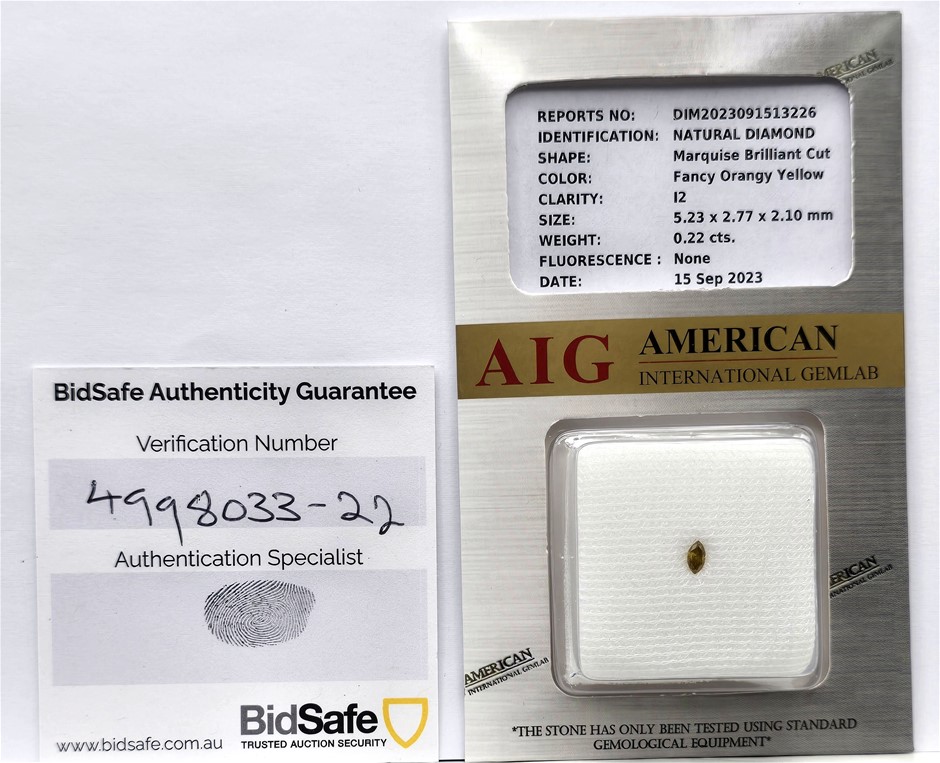 BidSafe Authenticity Guarantee
Verification Number
4998033-22
Authentication Specialist
www.bidsafe.com.au
BidSafe
TRUSTED AUCTION SECURITY
REPORTS NO: DIM2023091513226
IDENTIFICATION: NATURAL DIAMOND
SHAPE: Marquise Brilliant Cut
COLOR: Fancy Orangy Yellow
CLARITY: I2
SIZE: 5.23 x 2.77 x 2.10 mm
WEIGHT: 0.22 cts.
FLUORESCENCE : None
DATE: 15 Sep 2023
AIG AMERICAN
INTERNATIONAL GEMLAB
AMERICAN
INTERNATIONAL GEMLAB
*THE STONE HAS ONLY BEEN TESTED USING STANDARD
GEMOLOGICAL EQUIPMENT*